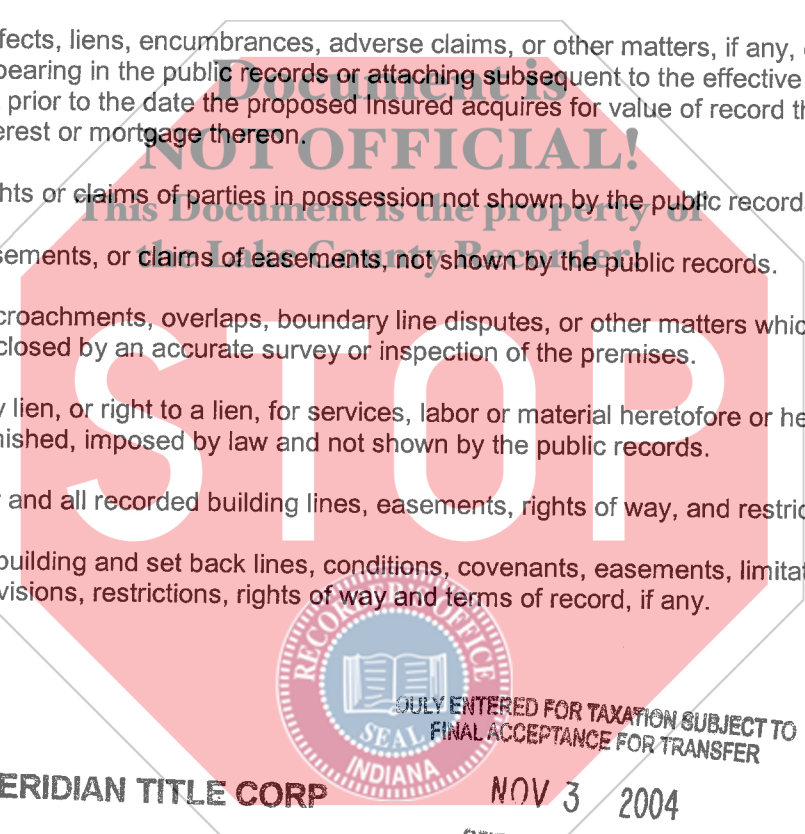 fects, liens, encumbrances, adverse claims, or other matters, if any,
pearing in the public records or attaching subsequent to the effective
prior to the date the proposed Insured acquires for value of record th
erest or mortgage thereon.
hts or claims of parties in possession not shown by the public record
sements, or claims of easements, not shown by the public records.
croachments, overlaps, boundary line disputes, or other matters whic
closed by an accurate survey or inspection of the premises.
y lien, or right to a lien, for services, labor or material heretofore or he
nished, imposed by law and not shown by the public records.
and all recorded building lines, easements, rights of way, and restric
building and set back lines, conditions, covenants, easements, limitat
visions, restrictions, rights of way and terms of record, if any.
Document is
NOT OFFICIAL!
This Document is the property of
the Lake County Recorder!
STOP
RECORDER'S OFFICE
SEAL
INDIANA
DULY ENTERED FOR TAXATION SUBJECT TO
FINAL ACCEPTANCE FOR TRANSFER
ERIDIAN TITLE CORP
NOV 3 2004